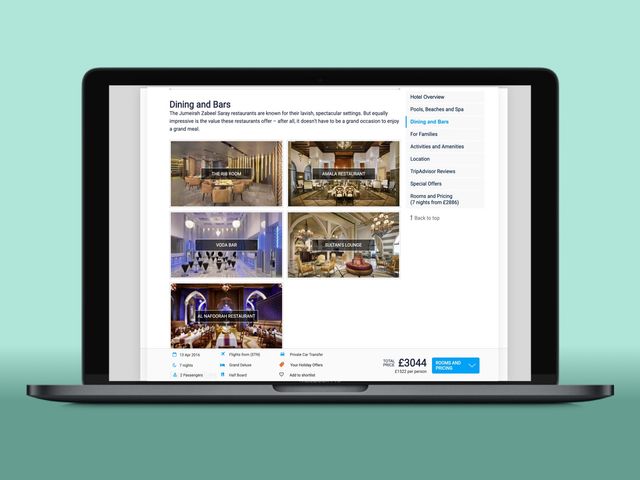 Dining and Bars
The Jumeirah Zabeel Saray restaurants are known for their lavish, spectacular settings. But equally
impressive is the value these restaurants offer – after all, it doesn't have to be a grand occasion to enjoy
a grand meal.
THE RIB ROOM
AMALA RESTAURANT
VODA BAR
SULTAN'S LOUNGE
AL NAFOORAH RESTAURANT
Hotel Overview
Pools, Beaches and Spa
Dining and Bars
For Families
Activities and Amenities
Location
TripAdvisor Reviews
Special Offers
Rooms and Pricing
(7 nights from £2886)
Back to top
13 Apr 2016
Flights from (STN)
Private Car Transfer
7 nights
Grand Deluxe
Your Holiday Offers
2 Passengers
Half Board
Add to shortlist
TOTAL
PRICE
£3044
£1522 per person
ROOMS AND
PRICING